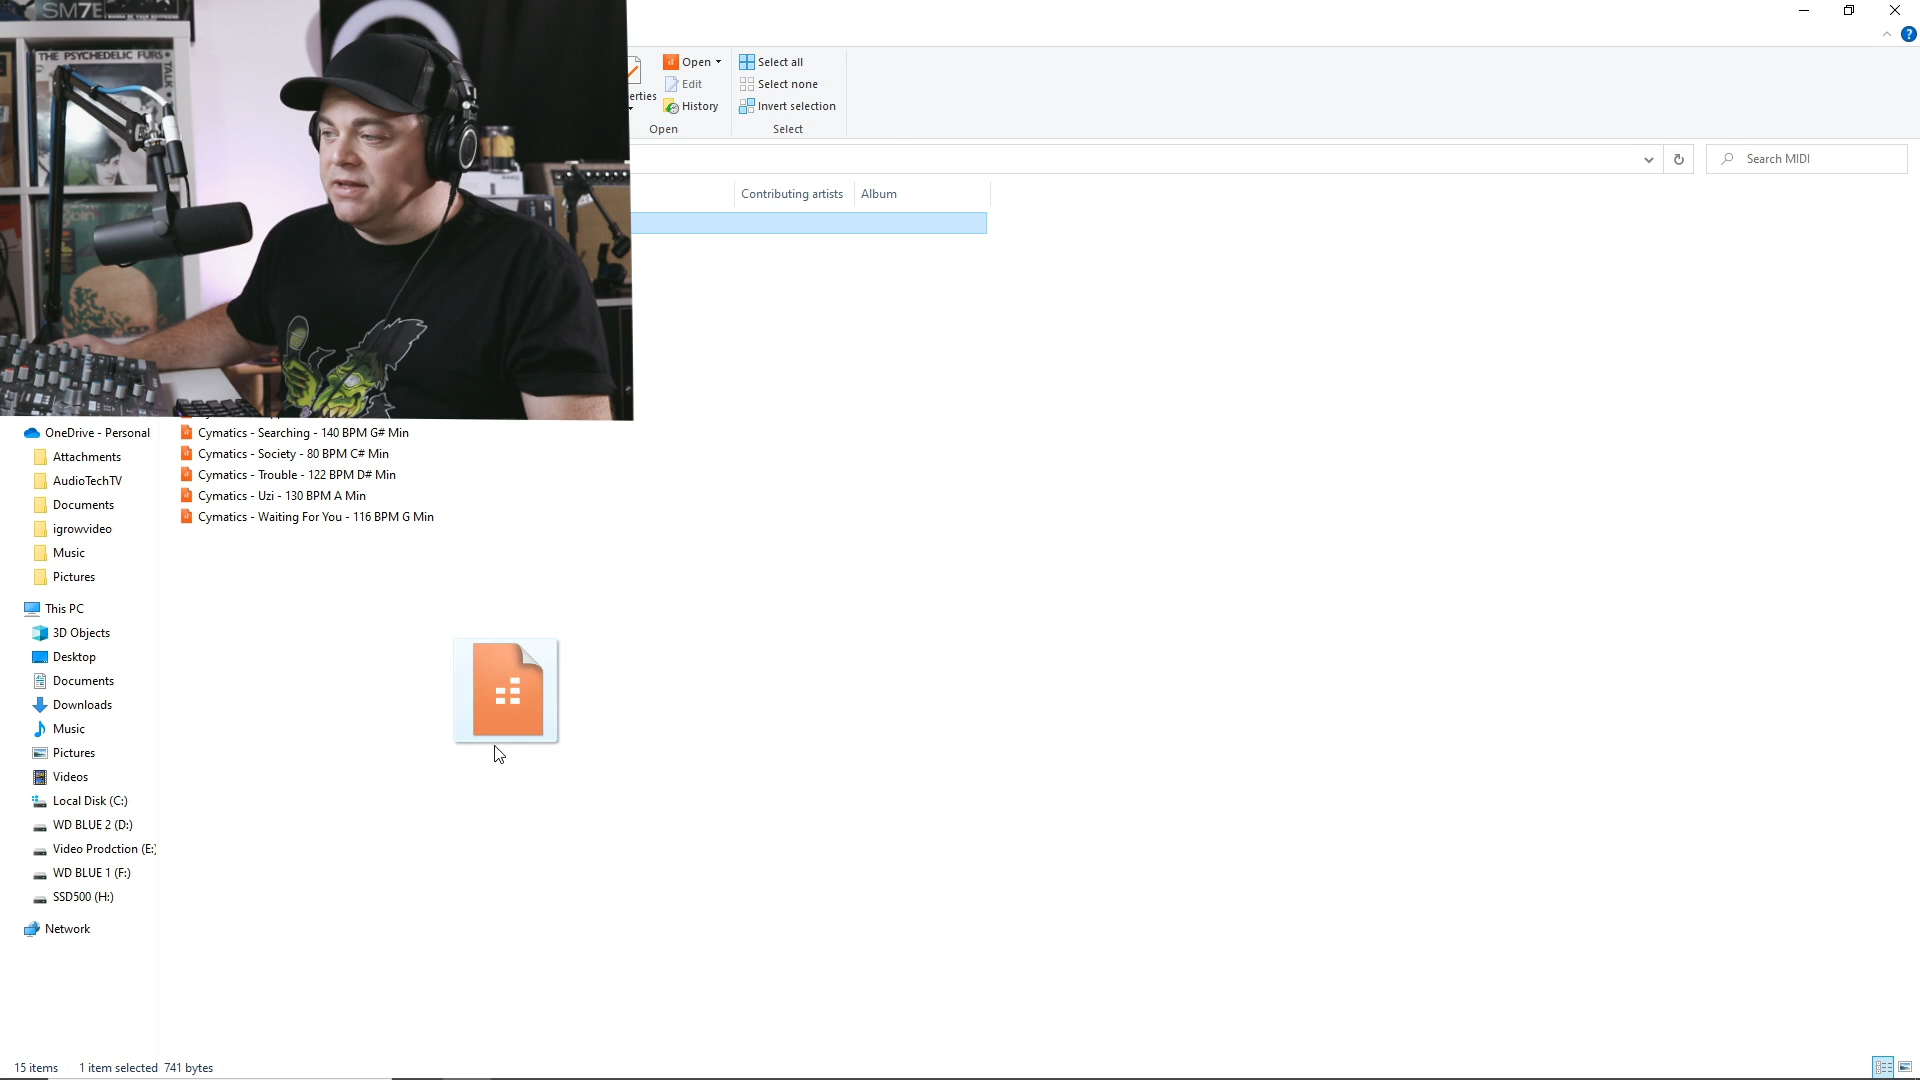 SM7E
THE PSYCHEDELIC FURS • TALK
Open
Edit
History
Open
Select all
Select none
Invert selection
Select
Search MIDI
Contributing artists
Album
OneDrive - Personal
Attachments
AudioTechTV
Documents
igrowvideo
Music
Pictures
This PC
3D Objects
Desktop
Documents
Downloads
Music
Pictures
Videos
Local Disk (C:)
WD BLUE 2 (D:)
Video Prodction (E:)
WD BLUE 1 (F:)
SSD500 (H:)
Network
Cymatics - Searching - 140 BPM G# Min
Cymatics - Society - 80 BPM C# Min
Cymatics - Trouble - 122 BPM D# Min
Cymatics - Uzi - 130 BPM A Min
Cymatics - Waiting For You - 116 BPM G Min
15 items
1 item selected 741 bytes